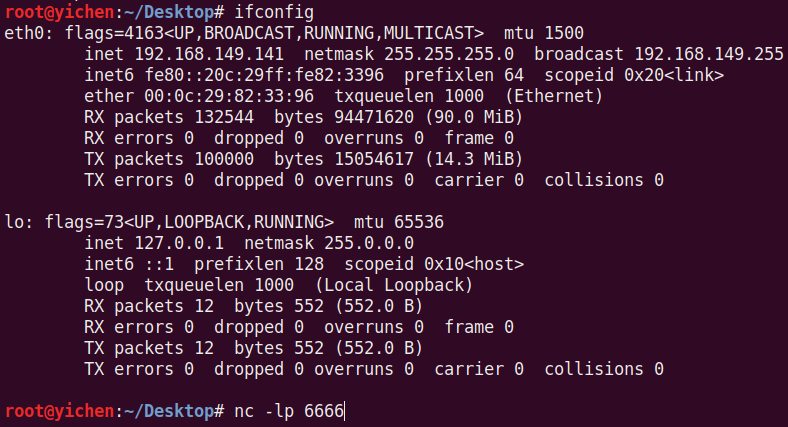 root@yichen:~/Desktop# ifconfig
eth0: flags=4163<UP,BROADCAST,RUNNING,MULTICAST>  mtu 1500
        inet 192.168.149.141  netmask 255.255.255.0  broadcast 192.168.149.255
        inet6 fe80::20c:29ff:fe82:3396  prefixlen 64  scopeid 0x20<link>
        ether 00:0c:29:82:33:96  txqueuelen 1000  (Ethernet)
        RX packets 132544  bytes 94471620 (90.0 MiB)
        RX errors 0  dropped 0  overruns 0  frame 0
        TX packets 100000  bytes 15054617 (14.3 MiB)
        TX errors 0  dropped 0 overruns 0  carrier 0  collisions 0

lo: flags=73<UP,LOOPBACK,RUNNING>  mtu 65536
        inet 127.0.0.1  netmask 255.0.0.0
        inet6 ::1  prefixlen 128  scopeid 0x10<host>
        loop  txqueuelen 1000  (Local Loopback)
        RX packets 12  bytes 552 (552.0 B)
        RX errors 0  dropped 0  overruns 0  frame 0
        TX packets 12  bytes 552 (552.0 B)
        TX errors 0  dropped 0 overruns 0  carrier 0  collisions 0

root@yichen:~/Desktop# nc -lp 6666